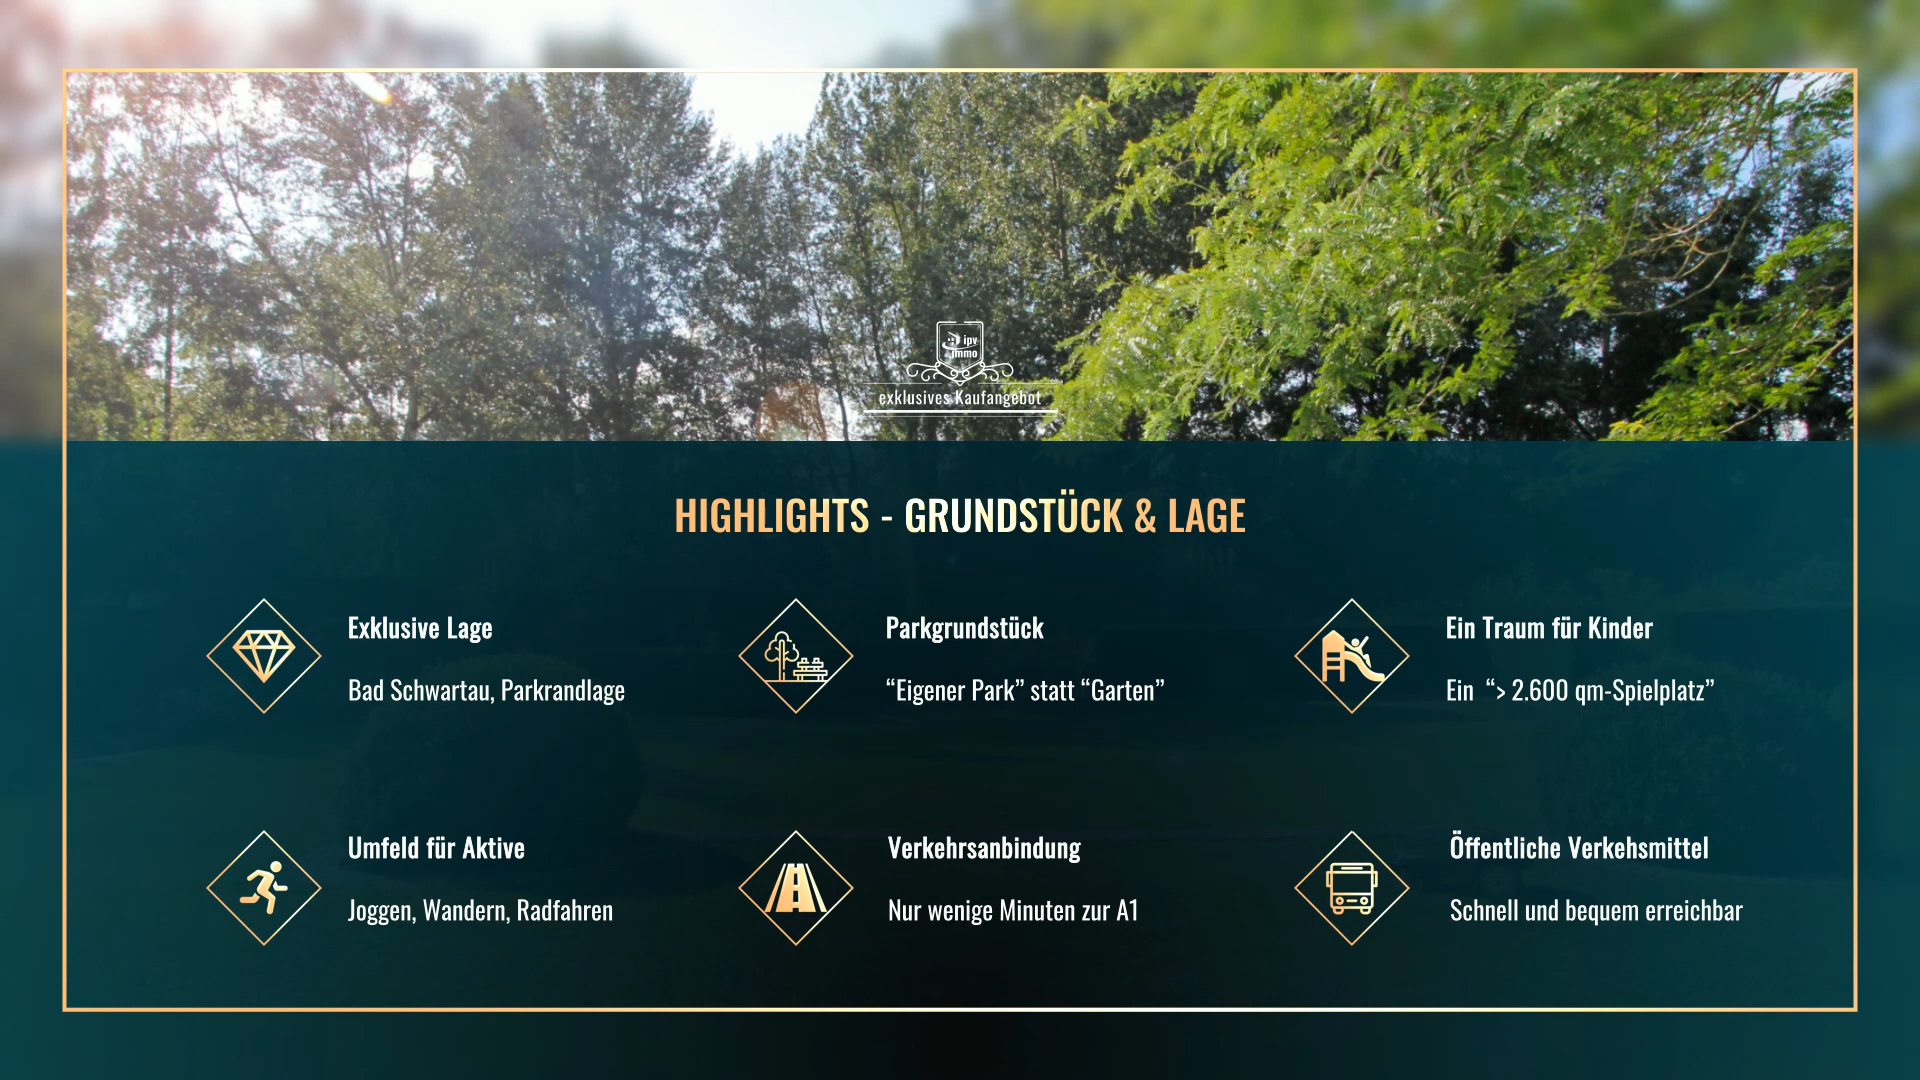 ipv
immo
exklusives Kaufangebot
HIGHLIGHTS - GRUNDSTÜCK & LAGE
Exklusive Lage
Bad Schwartau, Parkrandlage
Parkgrundstück
“Eigener Park” statt “Garten”
Ein Traum für Kinder
Ein “> 2.600 qm-Spielplatz”
Umfeld für Aktive
Joggen, Wandern, Radfahren
Verkehrsanbindung
Nur wenige Minuten zur A1
Öffentliche Verkehsmittel
Schnell und bequem erreichbar